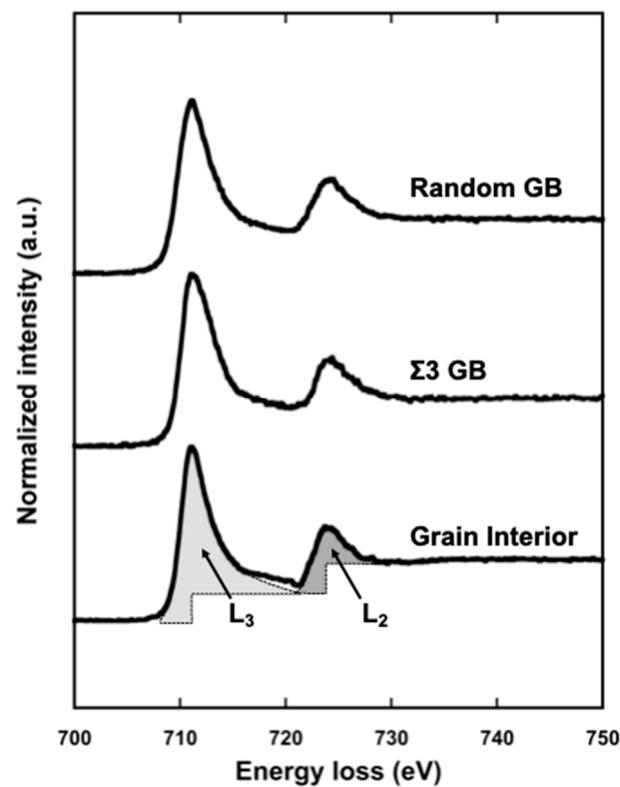 Random GB
Σ3 GB
Grain Interior
L₃
L₂
Normalized intensity (a.u.)
700 710 720 730 740 750
Energy loss (eV)